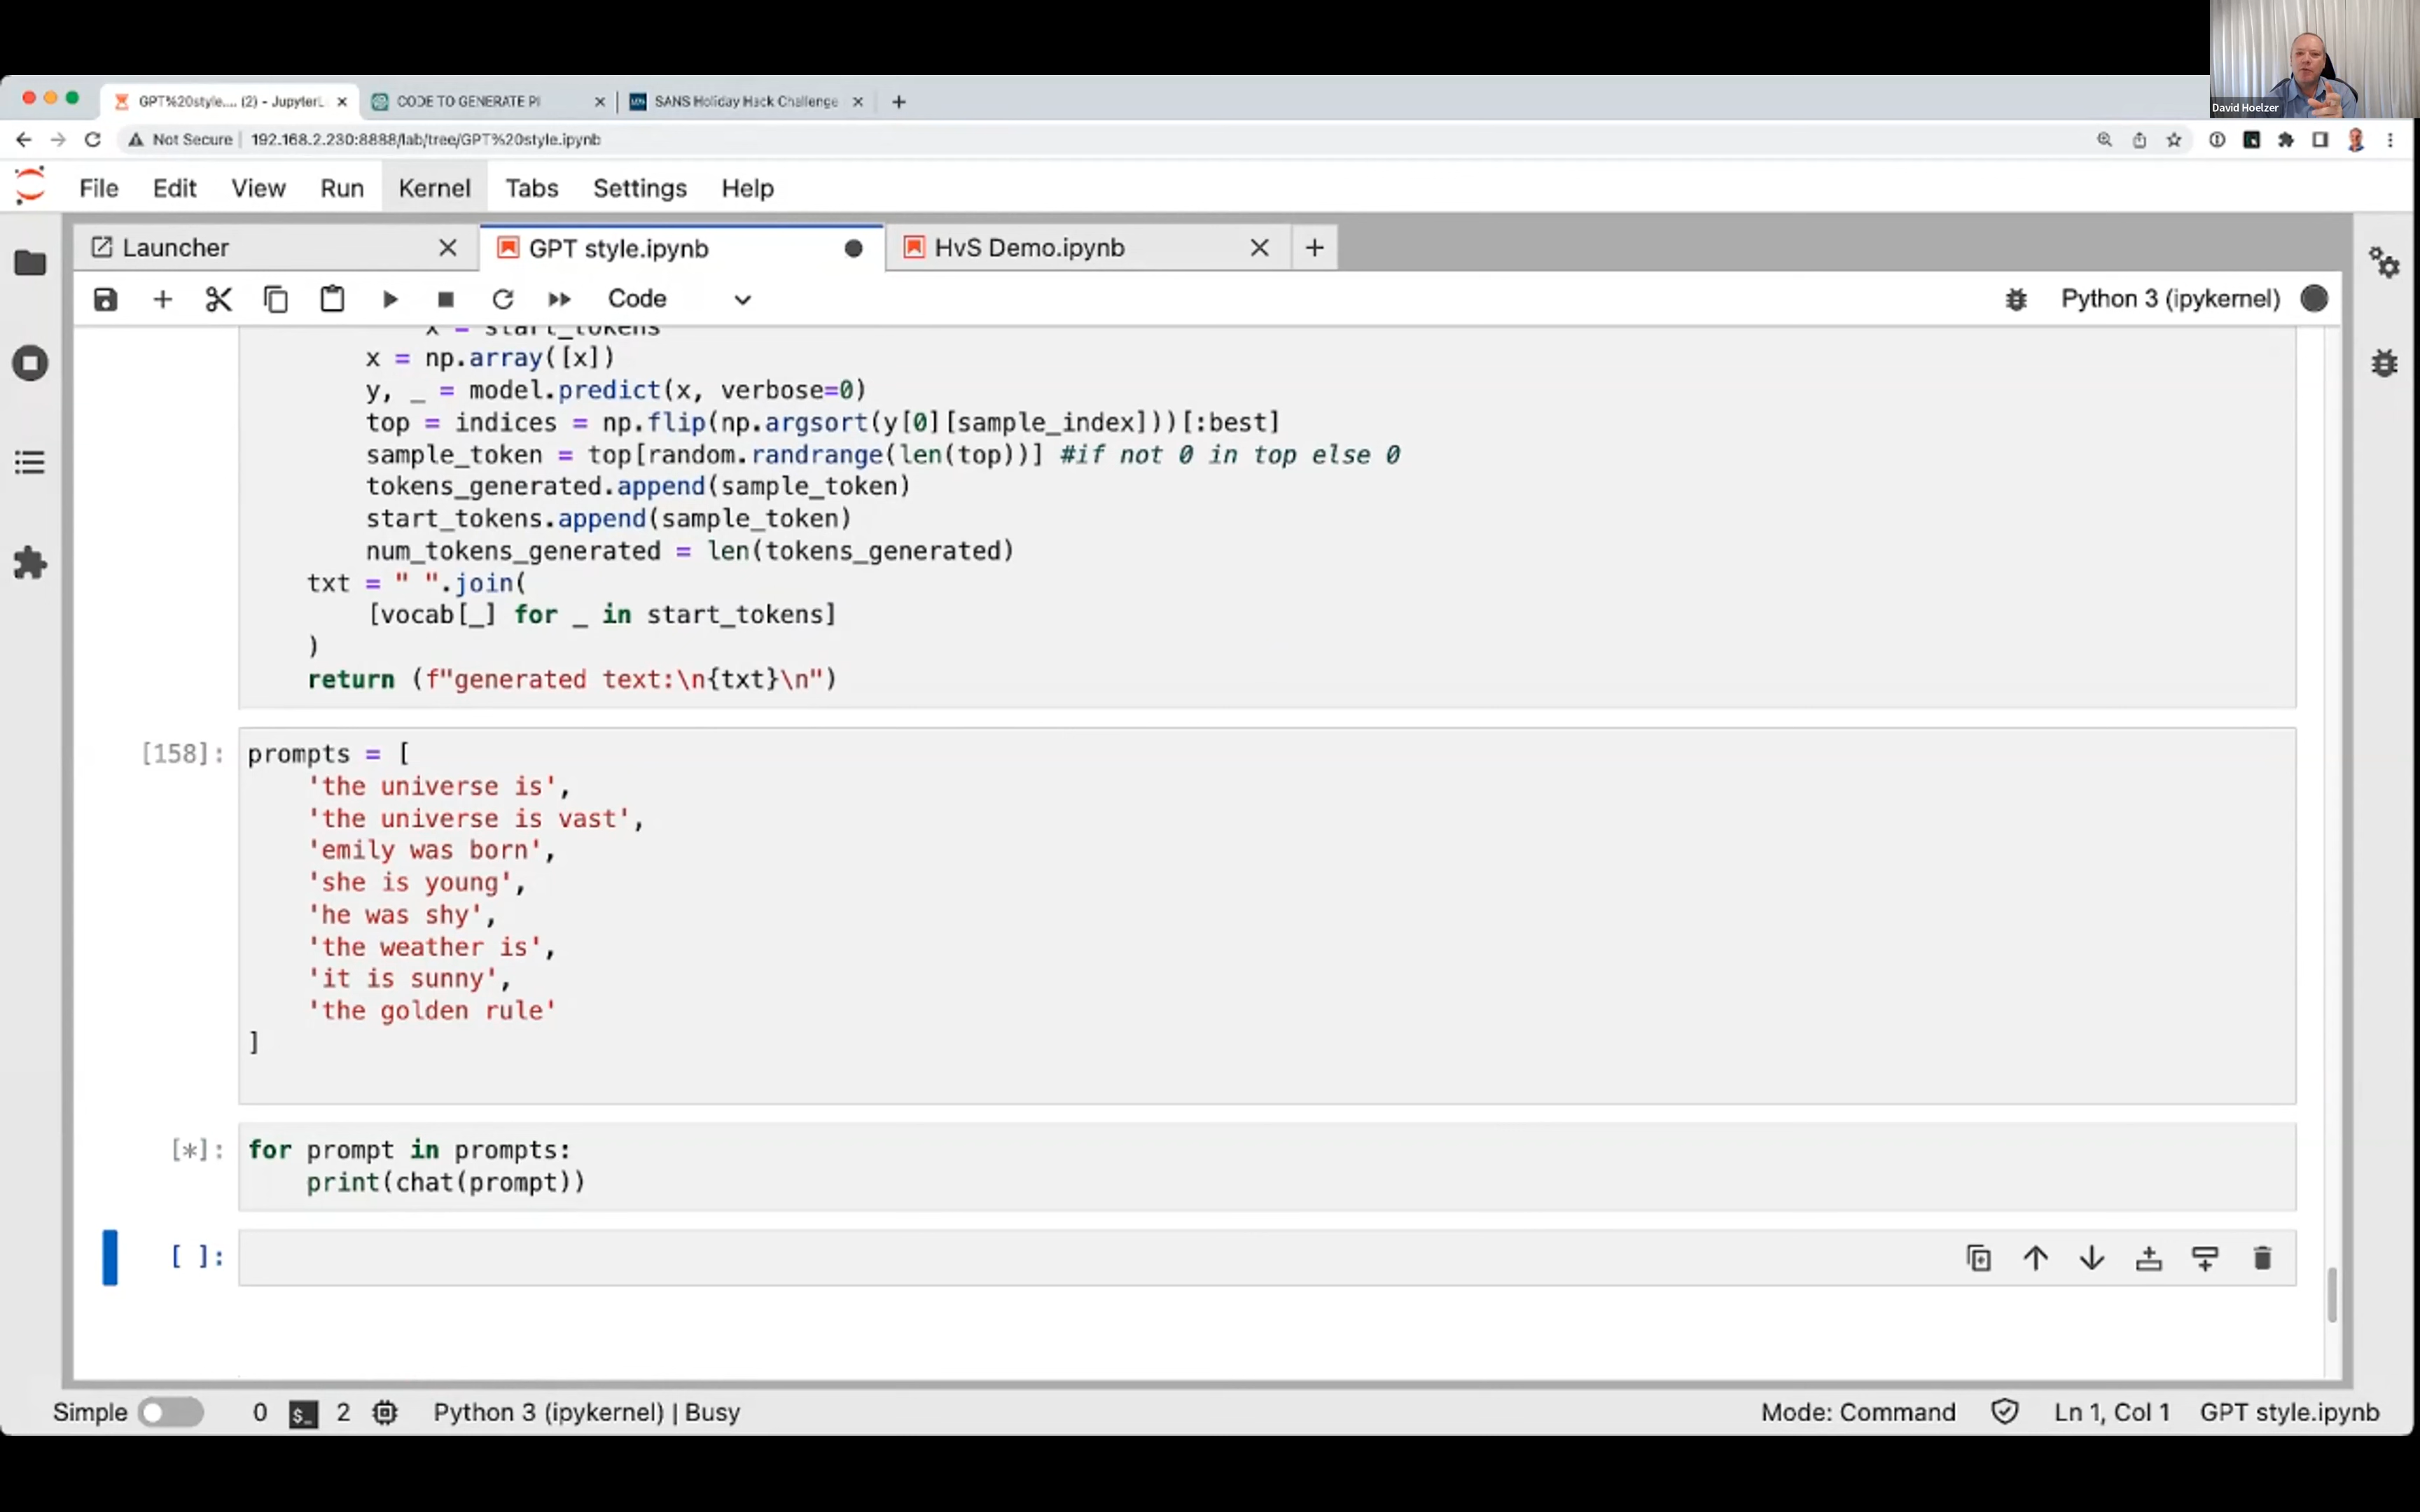 David Hoelzer
GPT%20style.... (2) - JupyterL
CODE TO GENERATE PI
SANS Holiday Hack Challenge
Not Secure 192.168.2.230:8888/lab/tree/GPT%20style.ipynb
File Edit View Run Kernel Tabs Settings Help
Launcher
GPT style.ipynb
HvS Demo.ipynb
Code
Python 3 (ipykernel)
x = start_tokens
x = np.array([x])
y, _ = model.predict(x, verbose=0)
top = indices = np.flip(np.argsort(y[0][sample_index]))[:best]
sample_token = top[random.randrange(len(top))] #if not 0 in top else 0
tokens_generated.append(sample_token)
start_tokens.append(sample_token)
num_tokens_generated = len(tokens_generated)
txt = " ".join(
[vocab[_] for _ in start_tokens]
)
return (f"generated text:\n{txt}\n")
[158]: prompts = [
'the universe is',
'the universe is vast',
'emily was born',
'she is young',
'he was shy',
'the weather is',
'it is sunny',
'the golden rule'
]
[*]: for prompt in prompts:
print(chat(prompt))
[ ]:
Simple 0 $_ 2 Python 3 (ipykernel) | Busy Mode: Command Ln 1, Col 1 GPT style.ipynb